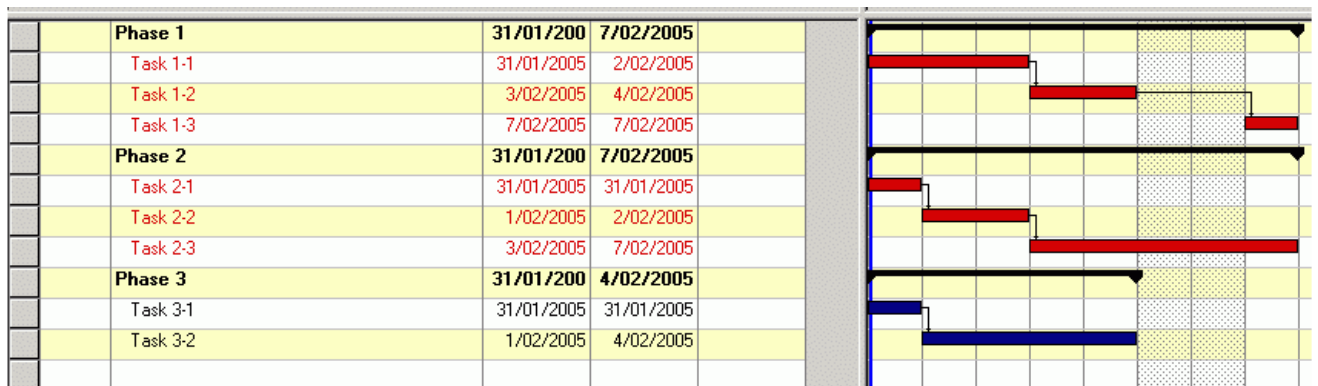 Phase 1 31/01/200 7/02/2005
Task 1-1 31/01/2005 2/02/2005
Task 1-2 3/02/2005 4/02/2005
Task 1-3 7/02/2005 7/02/2005
Phase 2 31/01/200 7/02/2005
Task 2-1 31/01/2005 31/01/2005
Task 2-2 1/02/2005 2/02/2005
Task 2-3 3/02/2005 7/02/2005
Phase 3 31/01/200 4/02/2005
Task 3-1 31/01/2005 31/01/2005
Task 3-2 1/02/2005 4/02/2005